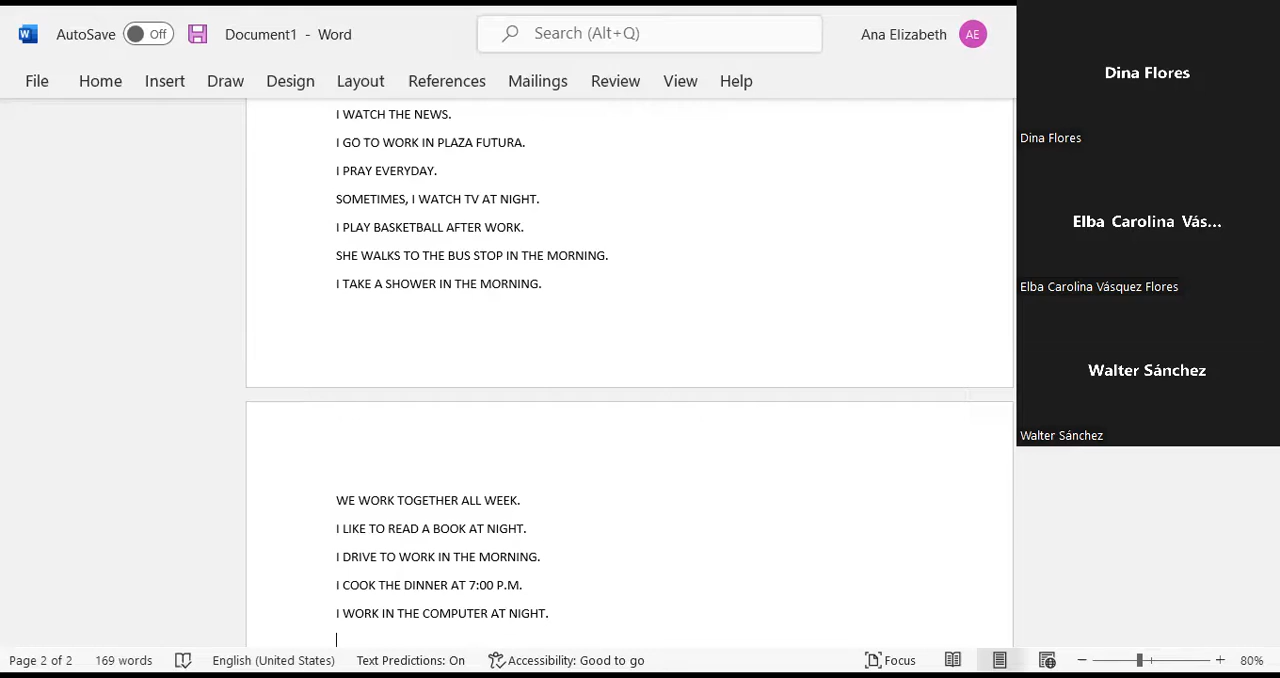 W
AutoSave Off Document1 - Word Search (Alt+Q) Ana Elizabeth AE
File Home Insert Draw Design Layout References Mailings Review View Help
I WATCH THE NEWS.
I GO TO WORK IN PLAZA FUTURA.
I PRAY EVERYDAY.
SOMETIMES, I WATCH TV AT NIGHT.
I PLAY BASKETBALL AFTER WORK.
SHE WALKS TO THE BUS STOP IN THE MORNING.
I TAKE A SHOWER IN THE MORNING.
WE WORK TOGETHER ALL WEEK.
I LIKE TO READ A BOOK AT NIGHT.
I DRIVE TO WORK IN THE MORNING.
I COOK THE DINNER AT 7:00 P.M.
I WORK IN THE COMPUTER AT NIGHT.
Page 2 of 2 169 words English (United States) Text Predictions: On Accessibility: Good to go Focus 80%
Dina Flores
Dina Flores
Elba Carolina Vás...
Elba Carolina Vásquez Flores
Walter Sánchez
Walter Sánchez